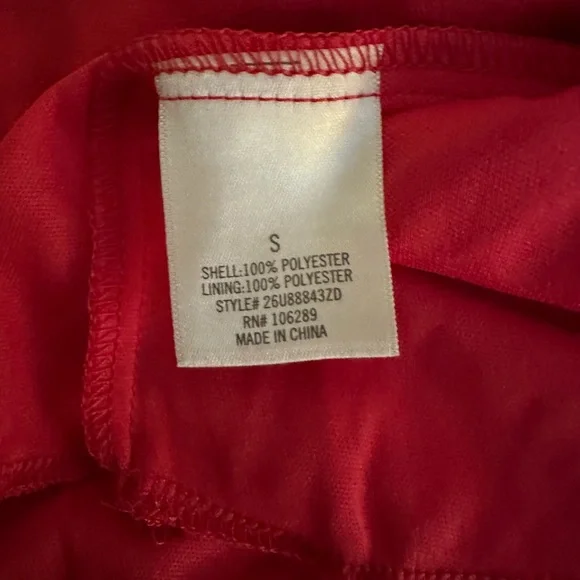 S
SHELL:100% POLYESTER
LINING:100% POLYESTER
STYLE# 26U88843ZD
RN# 106289
MADE IN CHINA